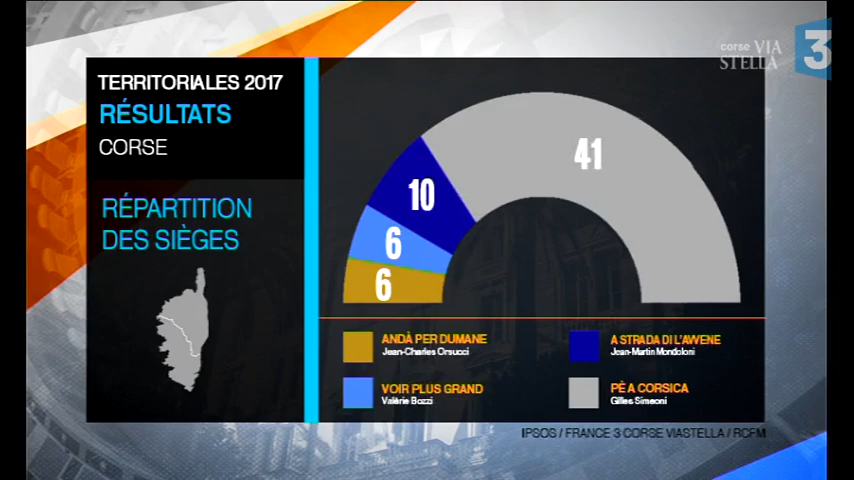 corse VIA
STELLA 3
TERRITORIALES 2017
RÉSULTATS
CORSE
RÉPARTITION
DES SIÈGES
41
10
6
6
ANDÀ PER DUMANE
Jean-Charles Orsucci
A STRADA DI L'AVVENE
Jean-Martin Mondoloni
VOIR PLUS GRAND
Valérie Bozzi
PÈ A CORSICA
Gilles Simeoni
IPSOS / FRANCE 3 CORSE VIASTELLA / RCFM